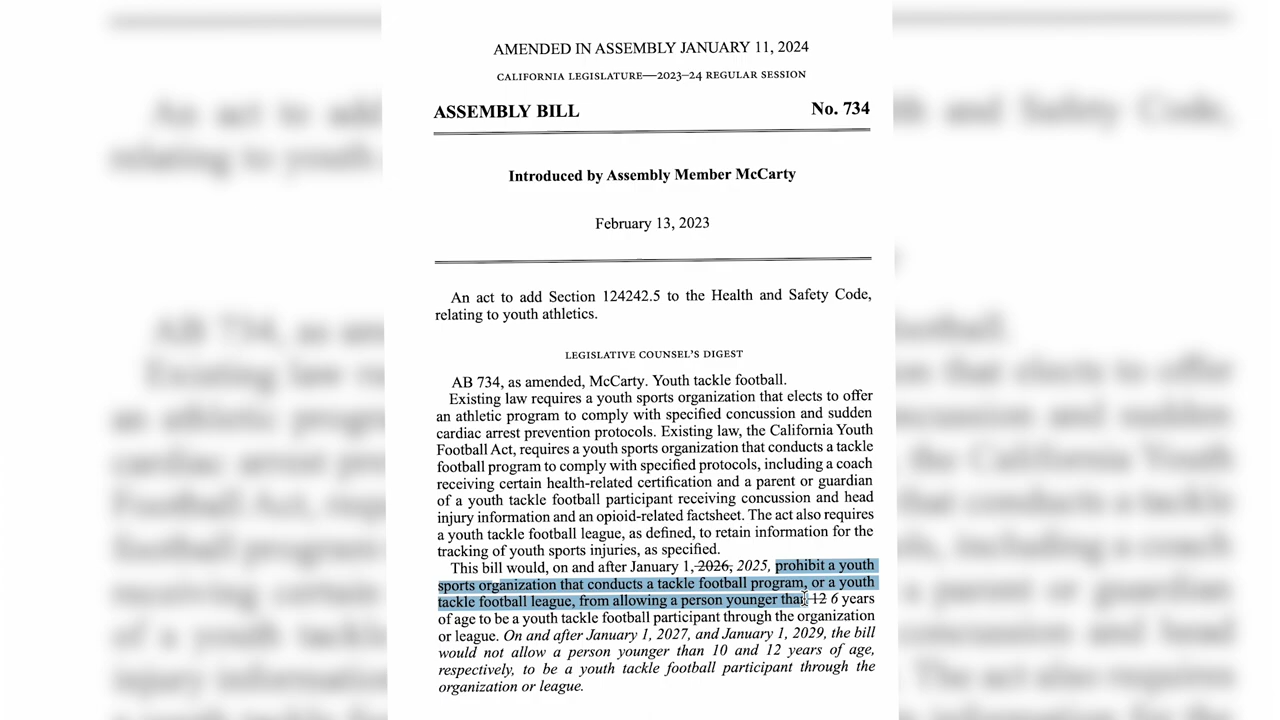 AMENDED IN ASSEMBLY JANUARY 11, 2024
CALIFORNIA LEGISLATURE—2023–24 REGULAR SESSION
ASSEMBLY BILL No. 734
Introduced by Assembly Member McCarty
February 13, 2023
An act to add Section 124242.5 to the Health and Safety Code,
relating to youth athletics.
LEGISLATIVE COUNSEL'S DIGEST
AB 734, as amended, McCarty. Youth tackle football.
Existing law requires a youth sports organization that elects to offer
an athletic program to comply with specified concussion and sudden
cardiac arrest prevention protocols. Existing law, the California Youth
Football Act, requires a youth sports organization that conducts a tackle
football program to comply with specified protocols, including a coach
receiving certain health-related certification and a parent or guardian
of a youth tackle football participant receiving concussion and head
injury information and an opioid-related factsheet. The act also requires
a youth tackle football league, as defined, to retain information for the
tracking of youth sports injuries, as specified.
This bill would, on and after January 1, 2026, 2025, prohibit a youth
sports organization that conducts a tackle football program, or a youth
tackle football league, from allowing a person younger than 12 6 years
of age to be a youth tackle football participant through the organization
or league. On and after January 1, 2027, and January 1, 2029, the bill
would not allow a person younger than 10 and 12 years of age,
respectively, to be a youth tackle football participant through the
organization or league.